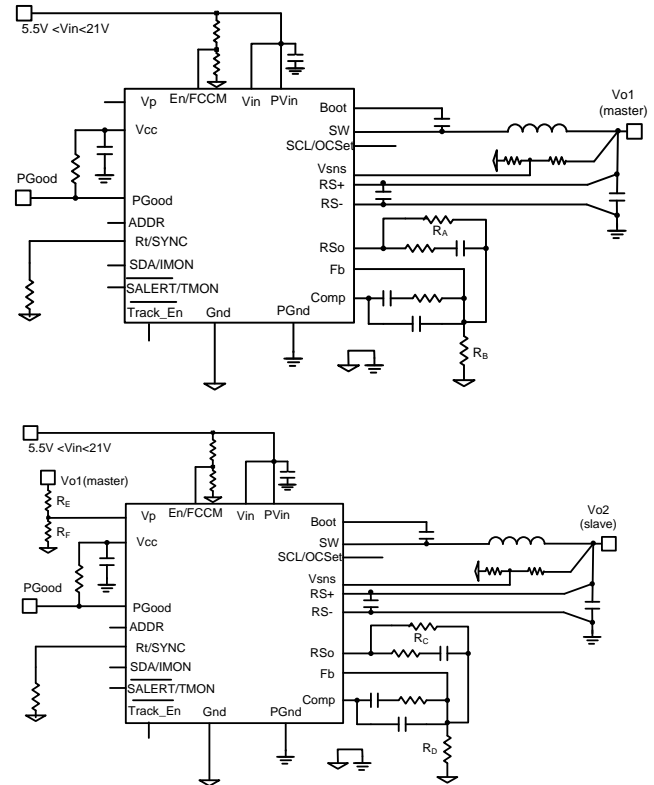 5.5V <Vin<21V
Vp
En/FCCM
Vin
PVin
Boot
Vcc
SW
SCL/OCSet
Vo1
(master)
Vsns
RS+
PGood
PGood
RS-
ADDR
RA
Rt/SYNC
RSo
SDA/IMON
Fb
SALERT/TMON
Comp
Track_En
Gnd
PGnd
RB
5.5V <Vin<21V
Vo1(master)
RE
Vp
En/FCCM
Vin
PVin
Boot
RF
Vcc
SW
SCL/OCSet
Vo2
(slave)
Vsns
RS+
PGood
PGood
RS-
ADDR
RC
Rt/SYNC
RSo
SDA/IMON
Fb
SALERT/TMON
Comp
Track_En
Gnd
PGnd
RD